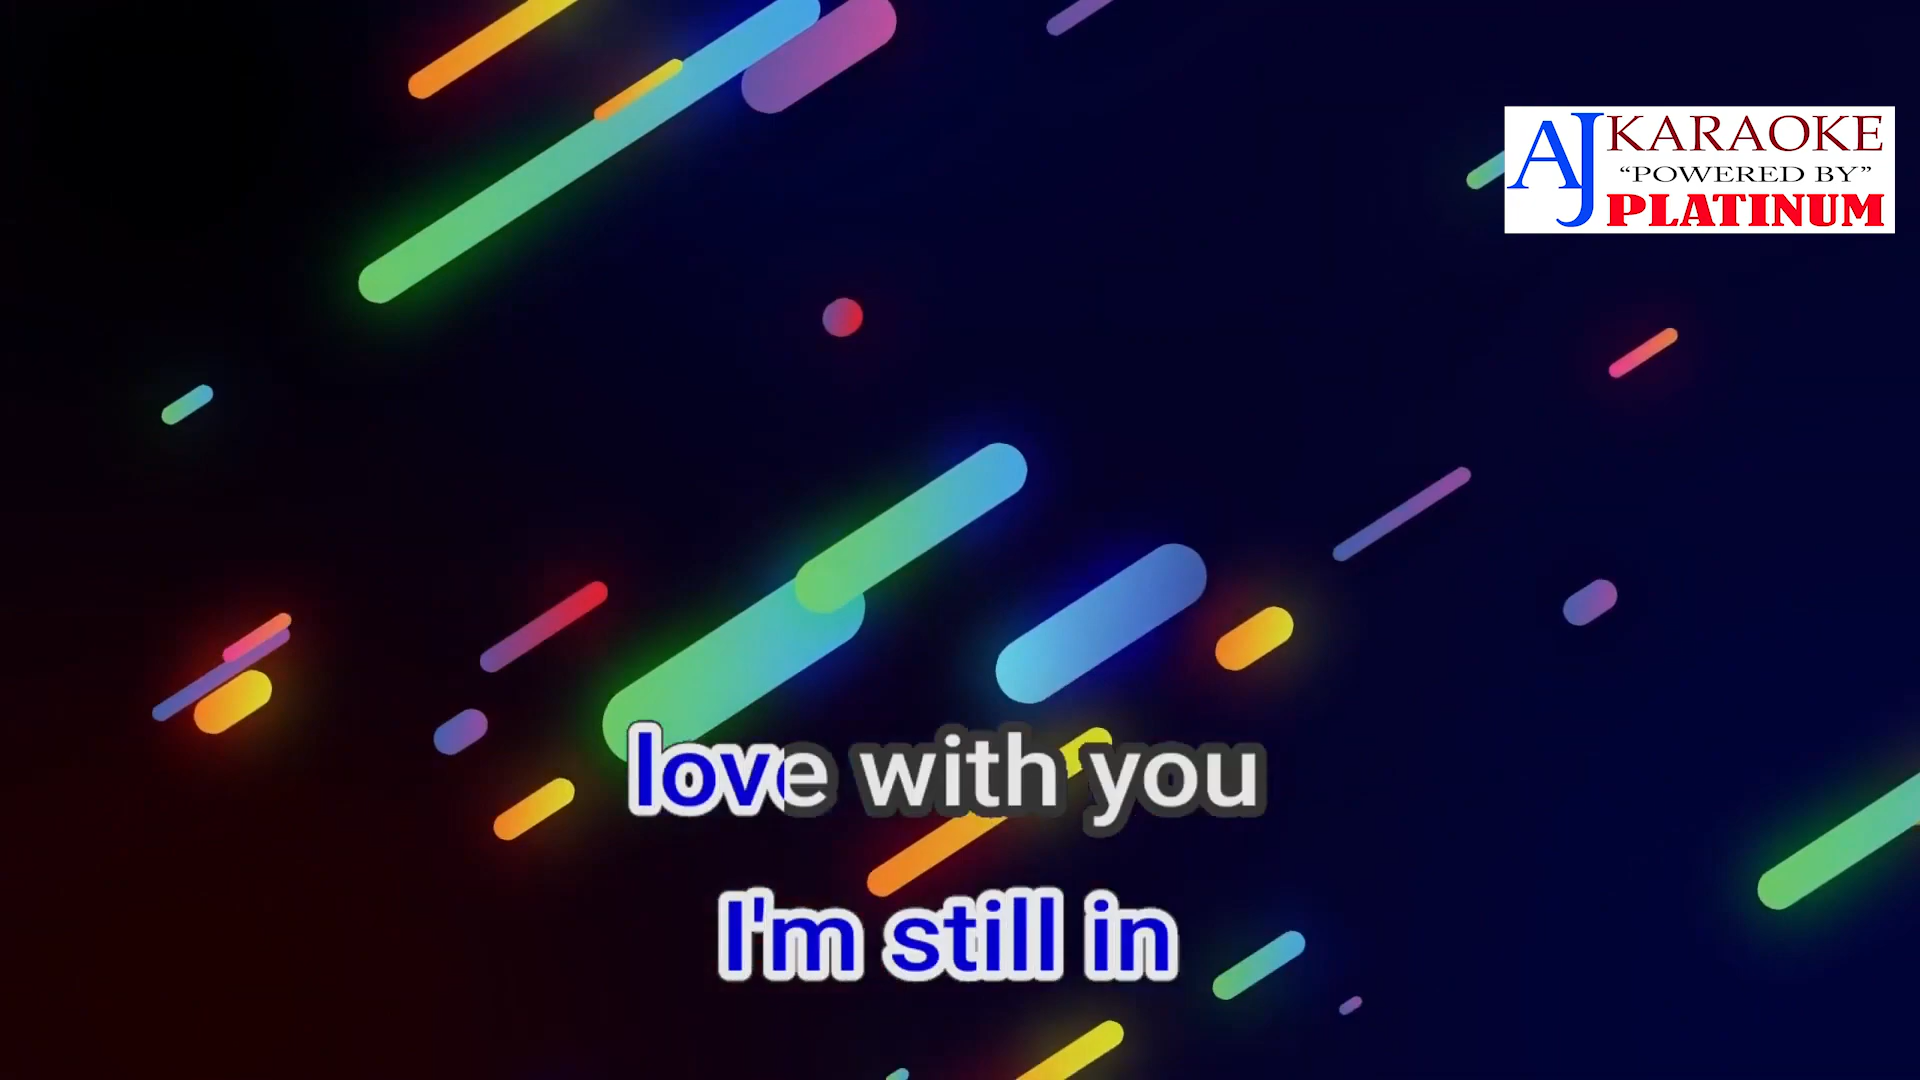 AJ KARAOKE
“POWERED BY”
PLATINUM
love with you
I'm still in